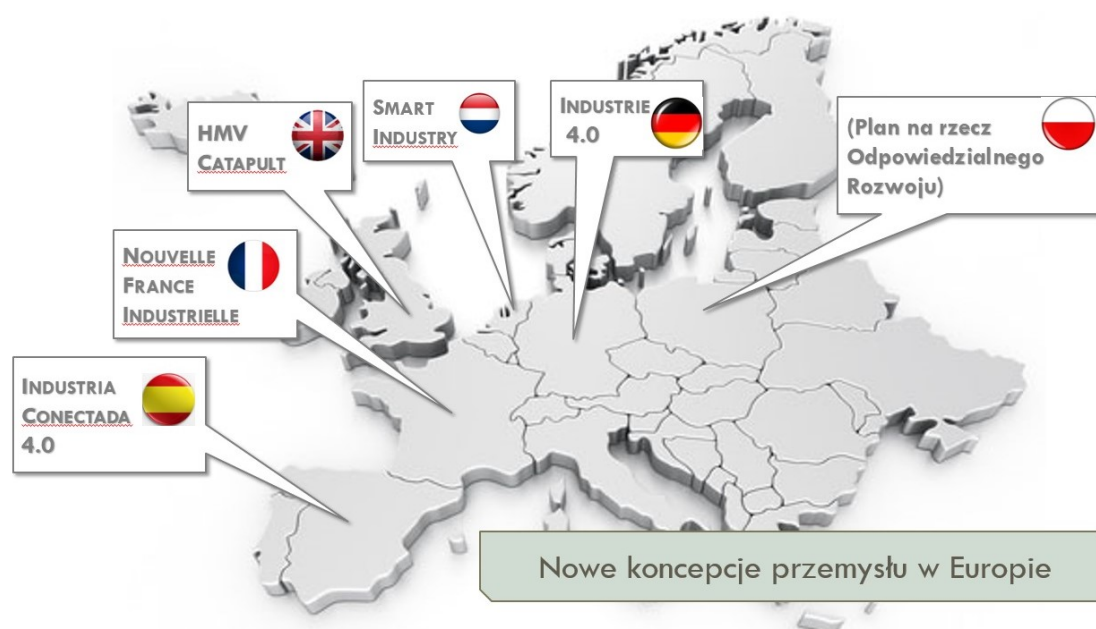 HMV
CATAPULT
SMART
INDUSTRY
INDUSTRIE
4.0
(Plan na rzecz
Odpowiedzialnego
Rozwoju)
NOUVELLE
FRANCE
INDUSTRIELLE
INDUSTRIA
CONECTADA
4.0
Nowe koncepcje przemysłu w Europie